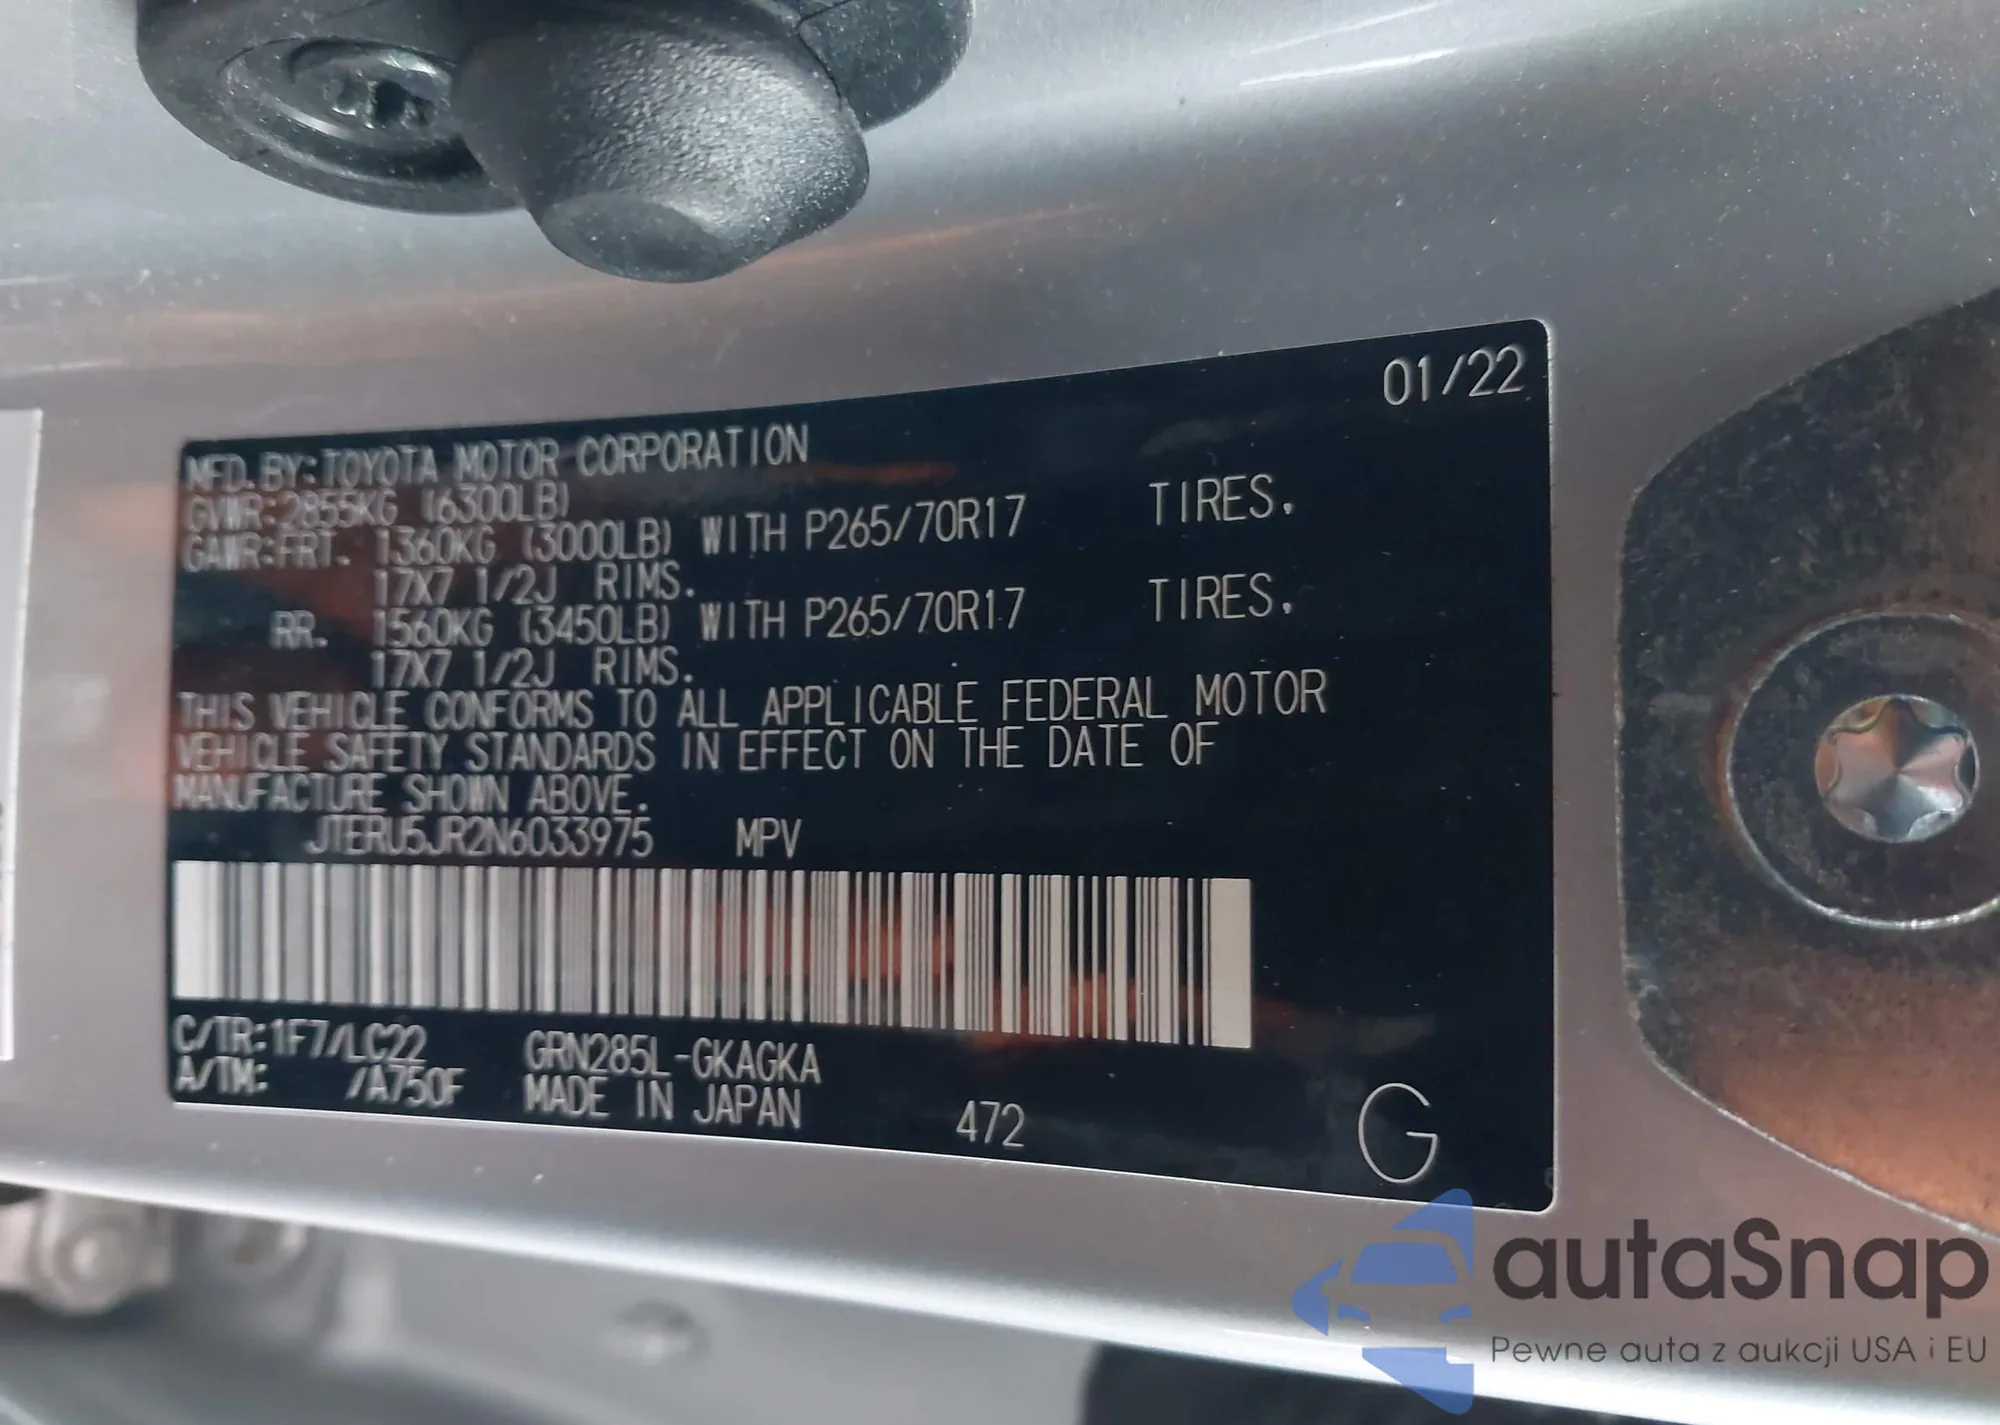 01/22
MFD.BY:TOYOTA MOTOR CORPORATION
GVWR:2855KG (6300LB)
GAWR:FRT. 1360KG (3000LB) WITH P265/70R17 TIRES.
17X7 1/2J RIMS.
RR. 1560KG (3450LB) WITH P265/70R17 TIRES.
17X7 1/2J RIMS.
THIS VEHICLE CONFORMS TO ALL APPLICABLE FEDERAL MOTOR
VEHICLE SAFETY STANDARDS IN EFFECT ON THE DATE OF
MANUFACTURE SHOWN ABOVE.
JTERU5JR2N6033975 MPV
C/TR:1F7/LC22 GRN285L-GKAGKA
A/TM: /A750F MADE IN JAPAN 472 G
autaSnap
Pewne auta z aukcji USA i EU